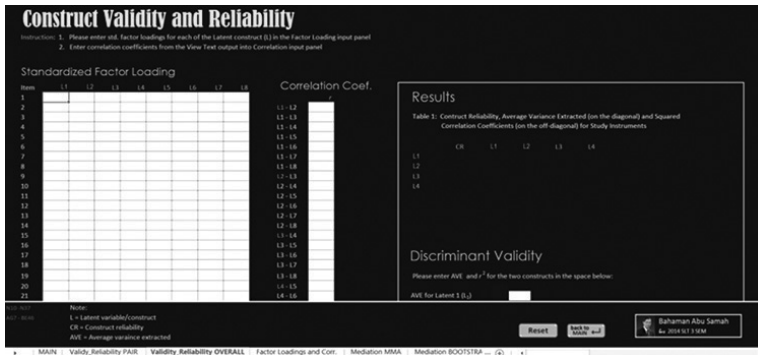 Construct Validity and Reliability
Instruction: 1. Please enter std. factor loadings for each of the Latent construct (L) in the Factor Loading input panel
2. Enter correlation coefficients from the View Text output into Correlation input panel
Standardized Factor Loading
Item L1 L2 L3 L4 L5 L6 L7 L8
1
2
3
4
5
6
7
8
9
10
11
12
13
14
15
16
17
18
19
20
21
Correlation Coef.
r
L1 - L2
L1 - L3
L1 - L4
L1 - L5
L1 - L6
L1 - L7
L1 - L8
L2 - L3
L2 - L4
L2 - L5
L2 - L6
L2 - L7
L2 - L8
L3 - L4
L3 - L5
L3 - L6
L3 - L7
L3 - L8
L4 - L5
L4 - L6
Results
Table 1: Contruct Reliability, Average Variance Extracted (on the diagonal) and Squared
Correlation Coefficients (on the off-diagonal) for Study Instruments
CR L1 L2 L3 L4
L1
L2
L3
L4
Discriminant Validity
Please enter AVE and r² for the two constructs in the space below:
AVE for Latent 1 (L₁)
Note:
L = Latent variable/construct
CR = Construct reliability
AVE = Average varaince extracted
Reset
back to
MAIN
Bahaman Abu Samah
2014 SLT 3 SEM
MAIN Validy_Reliability PAIR Validity_Reliability OVERALL Factor Loadings and Corr. Mediation MMA Mediation BOOTSTRA ...